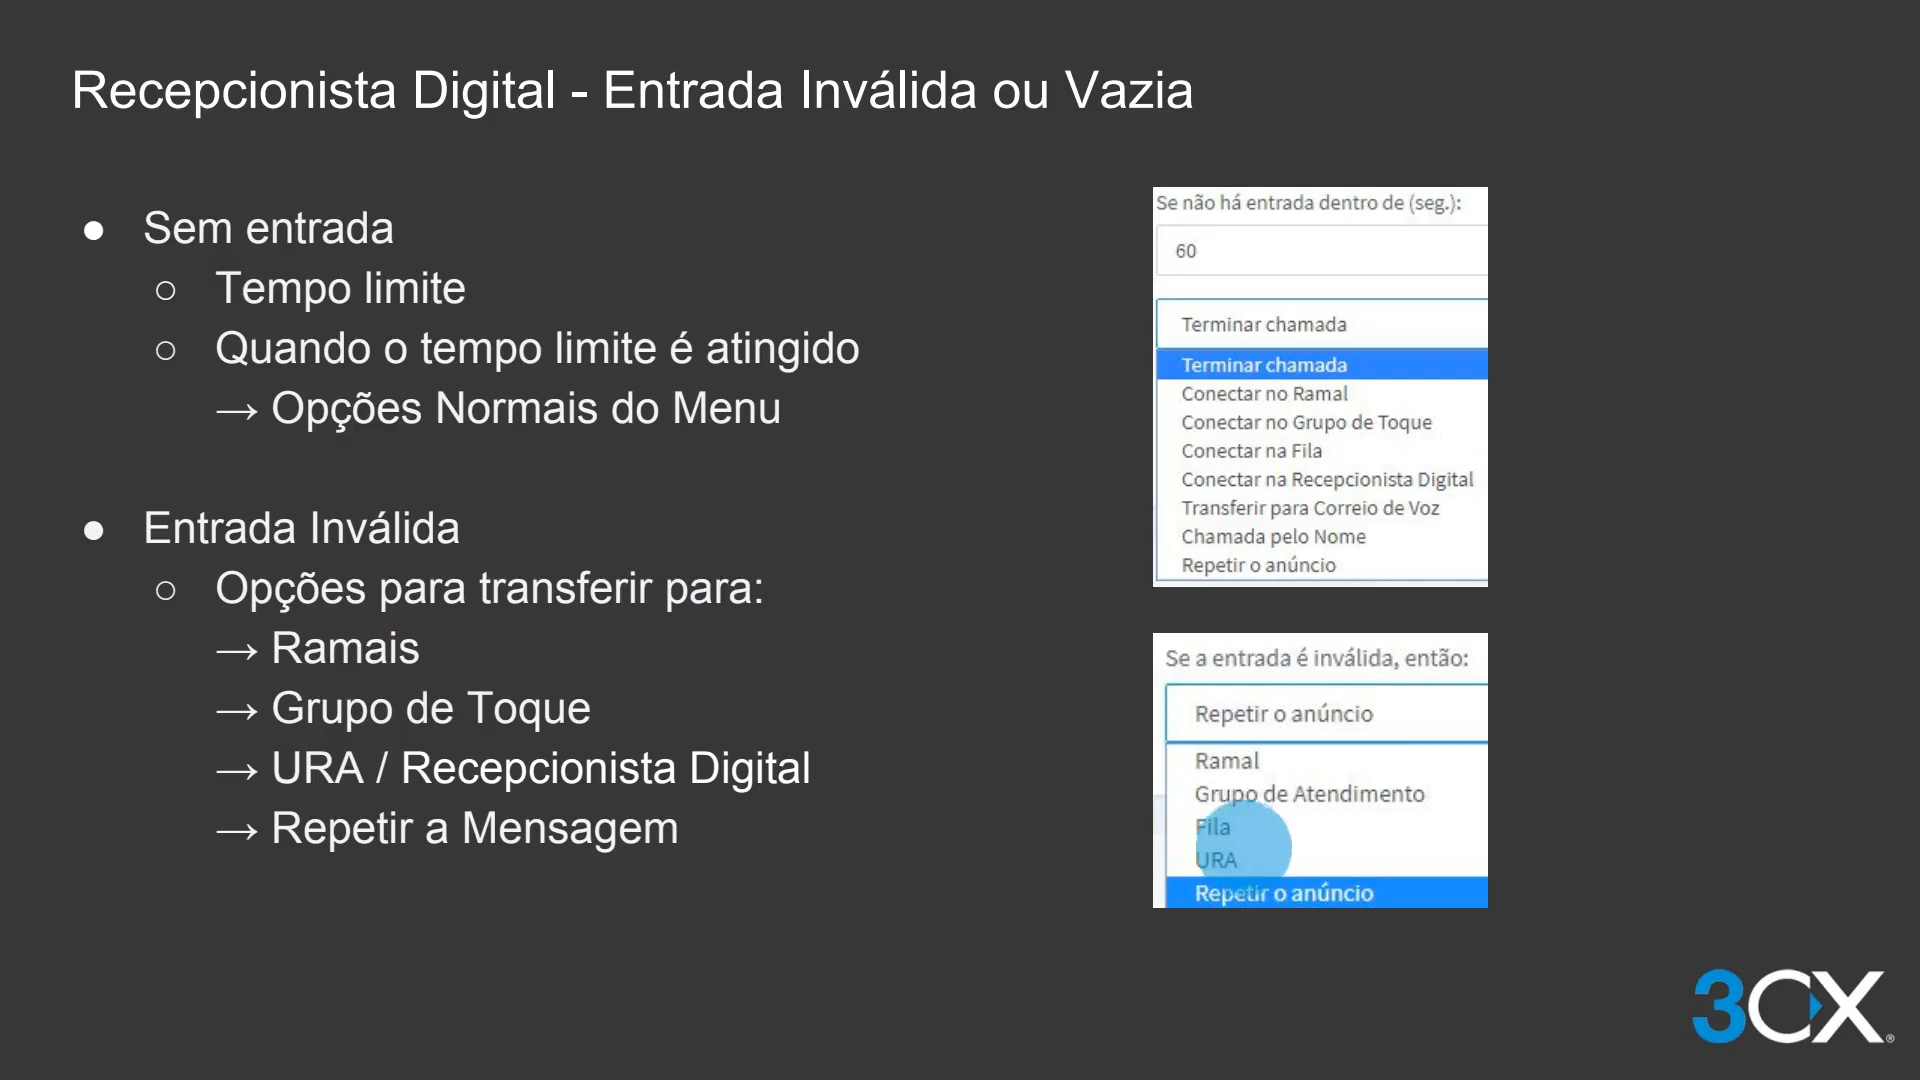 Recepcionista Digital - Entrada Inválida ou Vazia
● Sem entrada
○ Tempo limite
○ Quando o tempo limite é atingido
→ Opções Normais do Menu
● Entrada Inválida
○ Opções para transferir para:
→ Ramais
→ Grupo de Toque
→ URA / Recepcionista Digital
→ Repetir a Mensagem
Se não há entrada dentro de (seg.):
60
Terminar chamada
Terminar chamada
Conectar no Ramal
Conectar no Grupo de Toque
Conectar na Fila
Conectar na Recepcionista Digital
Transferir para Correio de Voz
Chamada pelo Nome
Repetir o anúncio
Se a entrada é inválida, então:
Repetir o anúncio
Ramal
Grupo de Atendimento
Fila
URA
Repetir o anúncio
3CX®